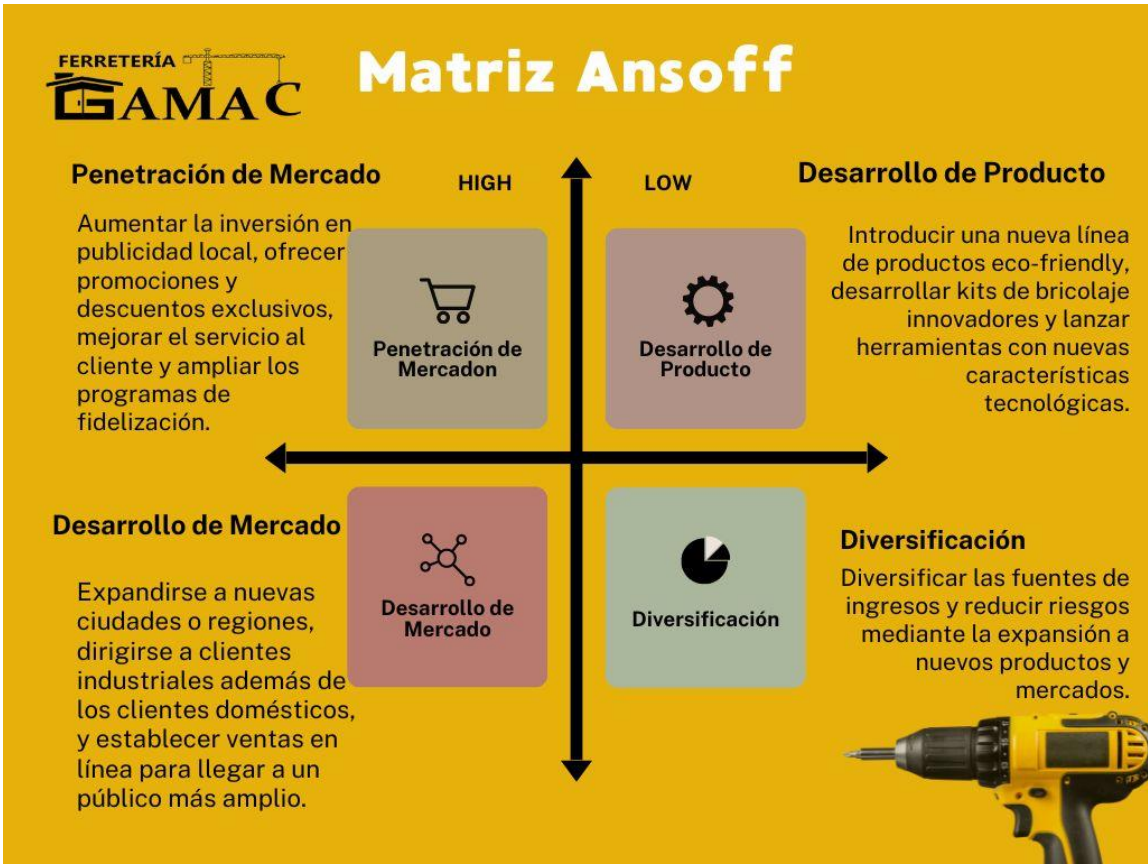 FERRETERÍA
GAMAC
Matriz Ansoff
Penetración de Mercado
HIGH
LOW
Desarrollo de Producto
Aumentar la inversión en
publicidad local, ofrecer
promociones y
descuentos exclusivos,
mejorar el servicio al
cliente y ampliar los
programas de
fidelización.
Penetración de
Mercadon
Desarrollo de
Producto
Introducir una nueva línea
de productos eco-friendly,
desarrollar kits de bricolaje
innovadores y lanzar
herramientas con nuevas
características
tecnológicas.
Desarrollo de Mercado
Expandirse a nuevas
ciudades o regiones,
dirigirse a clientes
industriales además de
los clientes domésticos,
y establecer ventas en
línea para llegar a un
público más amplio.
Desarrollo de
Mercado
Diversificación
Diversificación
Diversificar las fuentes de
ingresos y reducir riesgos
mediante la expansión a
nuevos productos y
mercados.